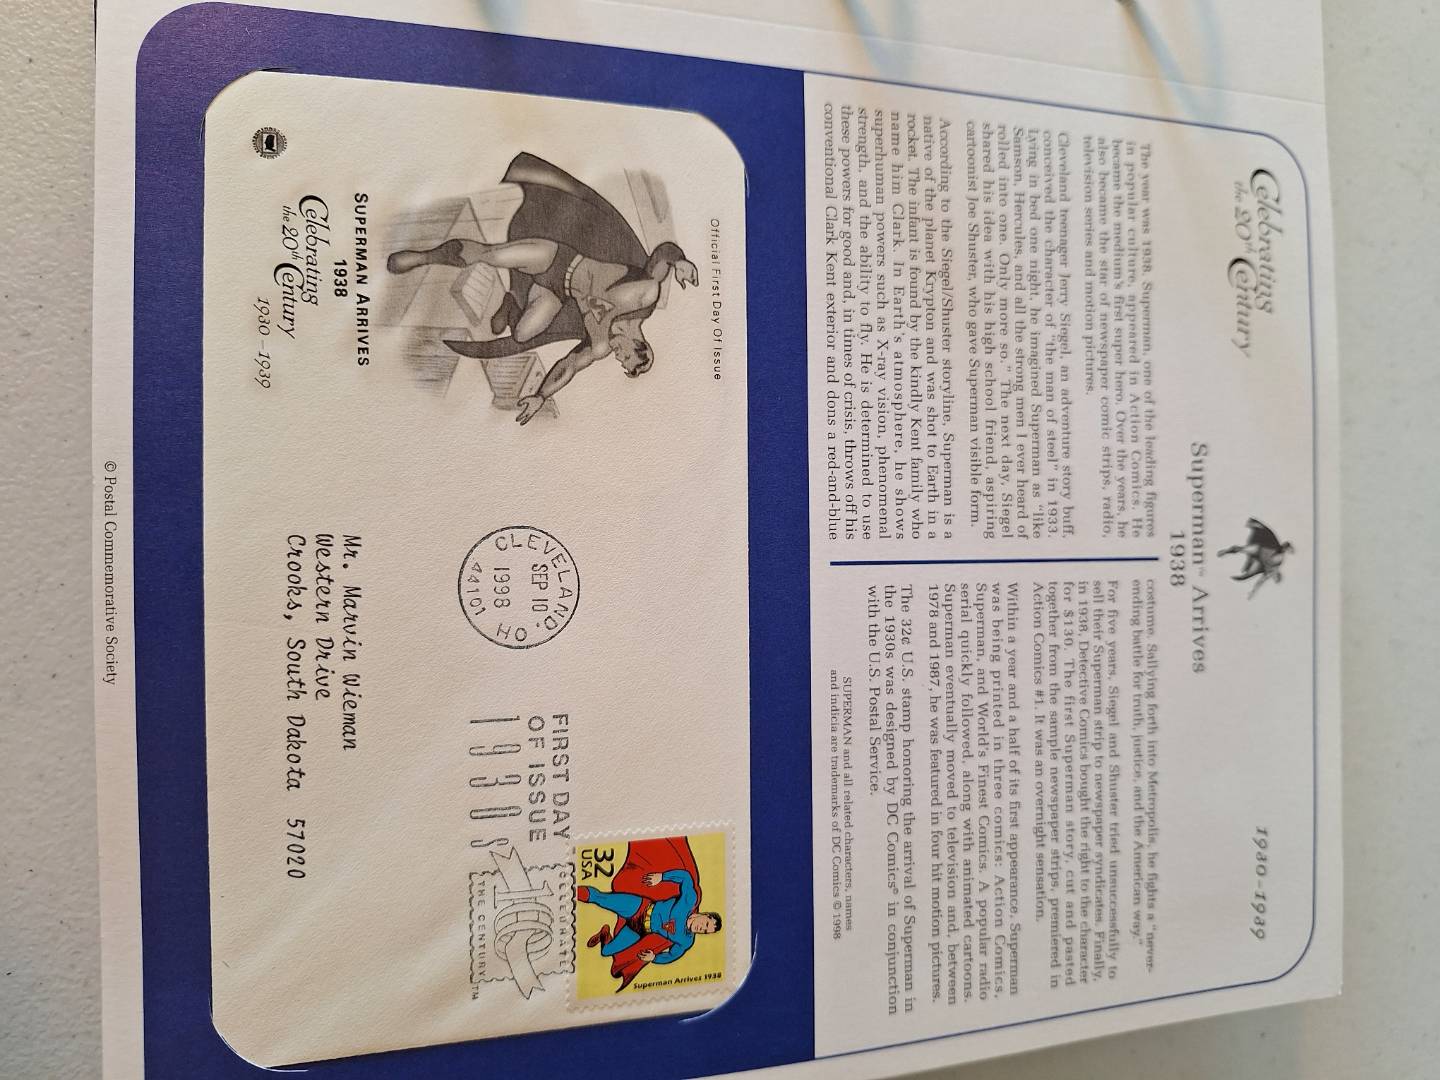 Celebrating
the 20th Century
1930-1939
Superman™ Arrives
1938
The year was 1938. Superman, one of the leading figures
in popular culture, appeared in Action Comics. He
became the medium's first super hero. Over the years, he
also became the star of newspaper comic strips, radio,
television series and motion pictures.
Cleveland teenager Jerry Siegel, an adventure story buff,
conceived the character of "the man of steel" in 1933.
Lying in bed one night, he imagined Superman as "like
Samson, Hercules, and all the strong men I ever heard of
rolled into one. Only more so." The next day, Siegel
shared his idea with his high school friend, aspiring
cartoonist Joe Shuster, who gave Superman visible form.
According to the Siegel/Shuster storyline, Superman is a
native of the planet Krypton and was shot to Earth in a
rocket. The infant is found by the kindly Kent family who
name him Clark. In Earth's atmosphere, he shows
superhuman powers such as X-ray vision, phenomenal
strength, and the ability to fly. He is determined to use
these powers for good and, in times of crisis, throws off his
conventional Clark Kent exterior and dons a red-and-blue
costume. Sallying forth into Metropolis, he fights a "never-
ending battle for truth, justice, and the American way."
For five years, Siegel and Shuster tried unsuccessfully to
sell their Superman strip to newspaper syndicates. Finally,
in 1938, Detective Comics bought the right to the character
for $130. The first Superman story, cut and pasted
together from the sample newspaper strips, premiered in
Action Comics #1. It was an overnight sensation.
Within a year and a half of its first appearance, Superman
was being printed in three comics: Action Comics,
Superman, and World's Finest Comics. A popular radio
serial quickly followed, along with animated cartoons.
Superman eventually moved to television and, between
1978 and 1987, he was featured in four hit motion pictures.
The 32¢ U.S. stamp honoring the arrival of Superman in
the 1930s was designed by DC Comics® in conjunction
with the U.S. Postal Service.
SUPERMAN and all related characters, names
and indicia are trademarks of DC Comics © 1998
Official First Day Of Issue
SUPERMAN ARRIVES
1938
Celebrating
the 20th Century
1930-1939
CLEVELAND, OH
SEP 10
1998
44101
FIRST DAY
OF ISSUE
1930s
CELEBRATE
100
THE CENTURY™
32
USA
Superman Arrives 1938
Mr. Marvin Wieman
Western Drive
Crooks, South Dakota 57020
© Postal Commemorative Society